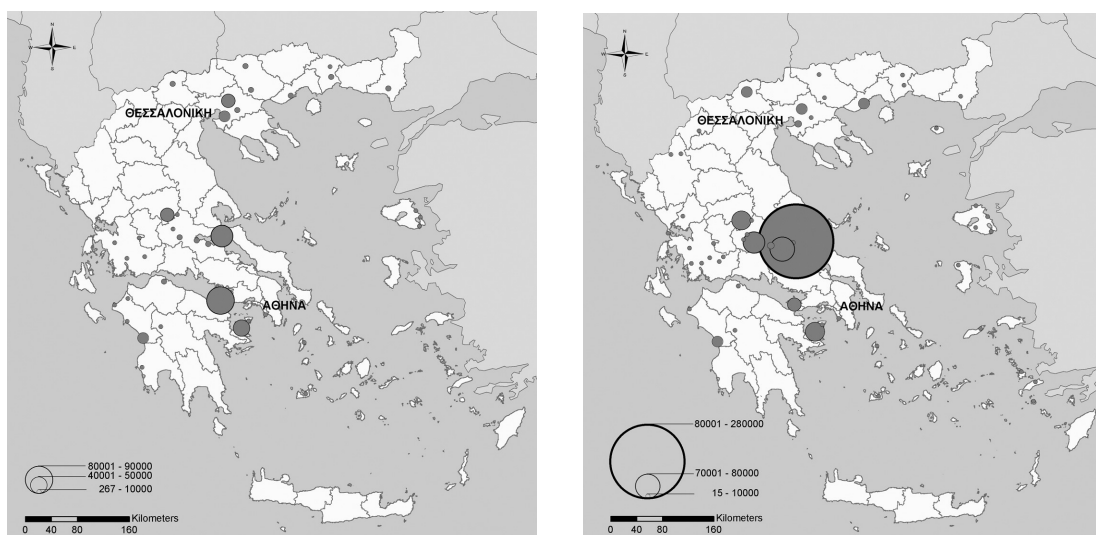 N
W E
S
ΘΕΣΣΑΛΟΝΙΚΗ
ΑΘΗΝΑ
80001 - 90000
40001 - 50000
267 - 10000
Kilometers
0 40 80 160
N
W E
S
ΘΕΣΣΑΛΟΝΙΚΗ
ΑΘΗΝΑ
80001 - 280000
70001 - 80000
15 - 10000
Kilometers
0 40 80 160